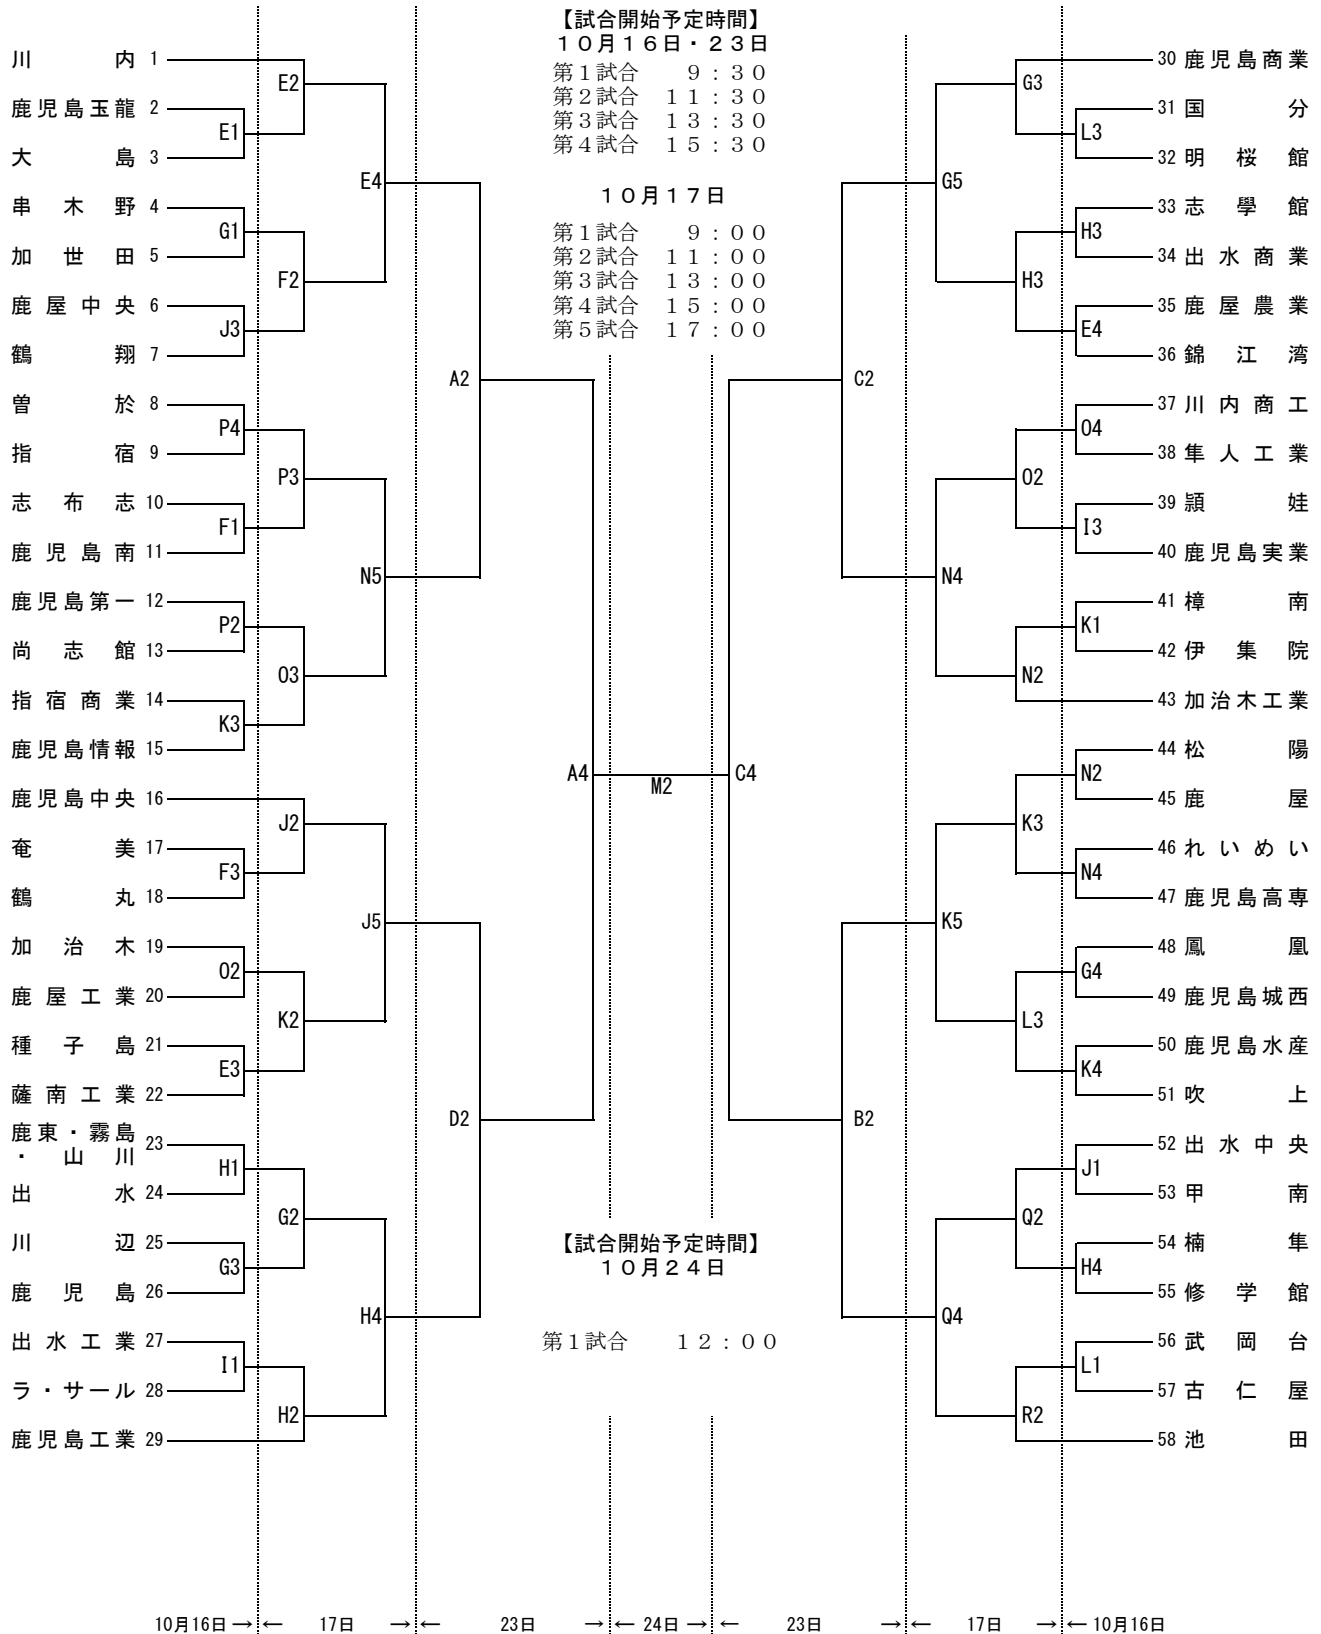 【試合開始予定時間】
１０月１６日・２３日
第１試合　９：３０
第２試合　１１：３０
第３試合　１３：３０
第４試合　１５：３０
１０月１７日
第１試合　９：００
第２試合　１１：００
第３試合　１３：００
第４試合　１５：００
第５試合　１７：００
川内 1
鹿児島玉龍 2
大島 3
串木野 4
加世田 5
鹿屋中央 6
鶴翔 7
曽於 8
指宿 9
志布志 10
鹿児島南 11
鹿児島第一 12
尚志館 13
指宿商業 14
鹿児島情報 15
鹿児島中央 16
奄美 17
鶴丸 18
加治木 19
鹿屋工業 20
種子島 21
薩南工業 22
鹿東・霧島
・山川 23
出水 24
川辺 25
鹿児島 26
出水工業 27
ラ・サール 28
鹿児島工業 29
E1
G1
J3
P4
F1
P2
K3
F3
O2
E3
H1
G3
I1
E2
F2
P3
O3
J2
K2
G2
H2
E4
N5
J5
H4
A2
D2
A4
M2
C4
C2
B2
G5
N4
K5
Q4
G3
H3
O2
N2
K3
L3
Q2
R2
L3
H3
E4
O4
I3
K1
N2
N4
G4
K4
J1
H4
L1
30 鹿児島商業
31 国分
32 明桜館
33 志學館
34 出水商業
35 鹿屋農業
36 錦江湾
37 川内商工
38 隼人工業
39 頴娃
40 鹿児島実業
41 樟南
42 伊集院
43 加治木工業
44 松陽
45 鹿屋
46 れいめい
47 鹿児島高専
48 鳳凰
49 鹿児島城西
50 鹿児島水産
51 吹上
52 出水中央
53 甲南
54 楠隼
55 修学館
56 武岡台
57 古仁屋
58 池田
【試合開始予定時間】
１０月２４日
第１試合　１２：００
10月16日 →← 17日 →← 23日 →← 24日 →← 23日 →← 17日 →← 10月16日